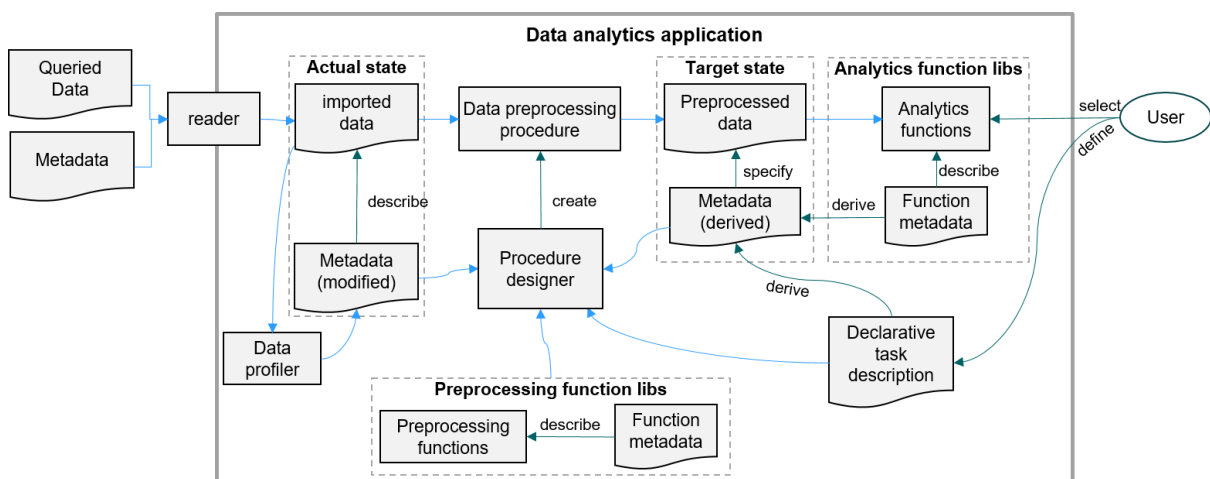 Data analytics application
Queried
Data
Metadata
reader
Actual state
imported
data
describe
Metadata
(modified)
Data
profiler
Data preprocessing
procedure
create
Procedure
designer
Target state
Preprocessed
data
specify
Metadata
(derived)
derive
derive
Analytics function libs
Analytics
functions
describe
Function
metadata
select
define
User
Declarative
task
description
Preprocessing function libs
Preprocessing
functions
describe
Function
metadata